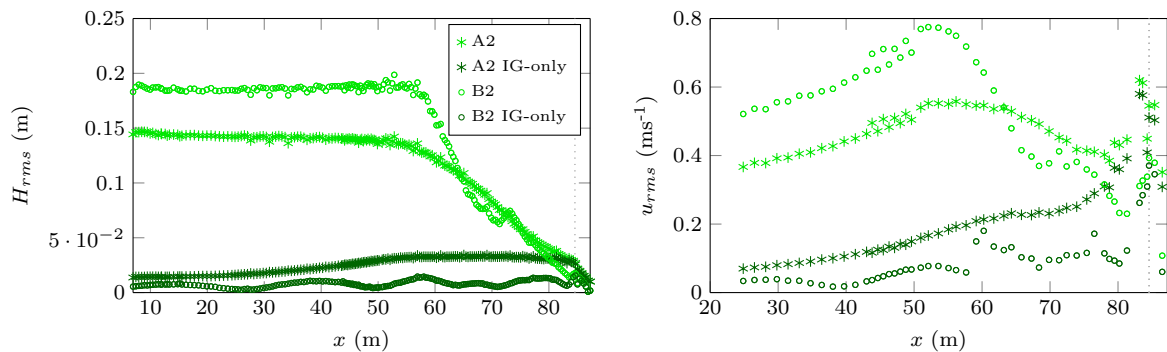 0.25
0.2
0.15
0.1
5 · 10⁻²
0
H_rms (m)
A2
A2 IG-only
B2
B2 IG-only
10 20 30 40 50 60 70 80
x (m)
0.8
0.6
0.4
0.2
0
u_rms (ms⁻¹)
20 30 40 50 60 70 80
x (m)